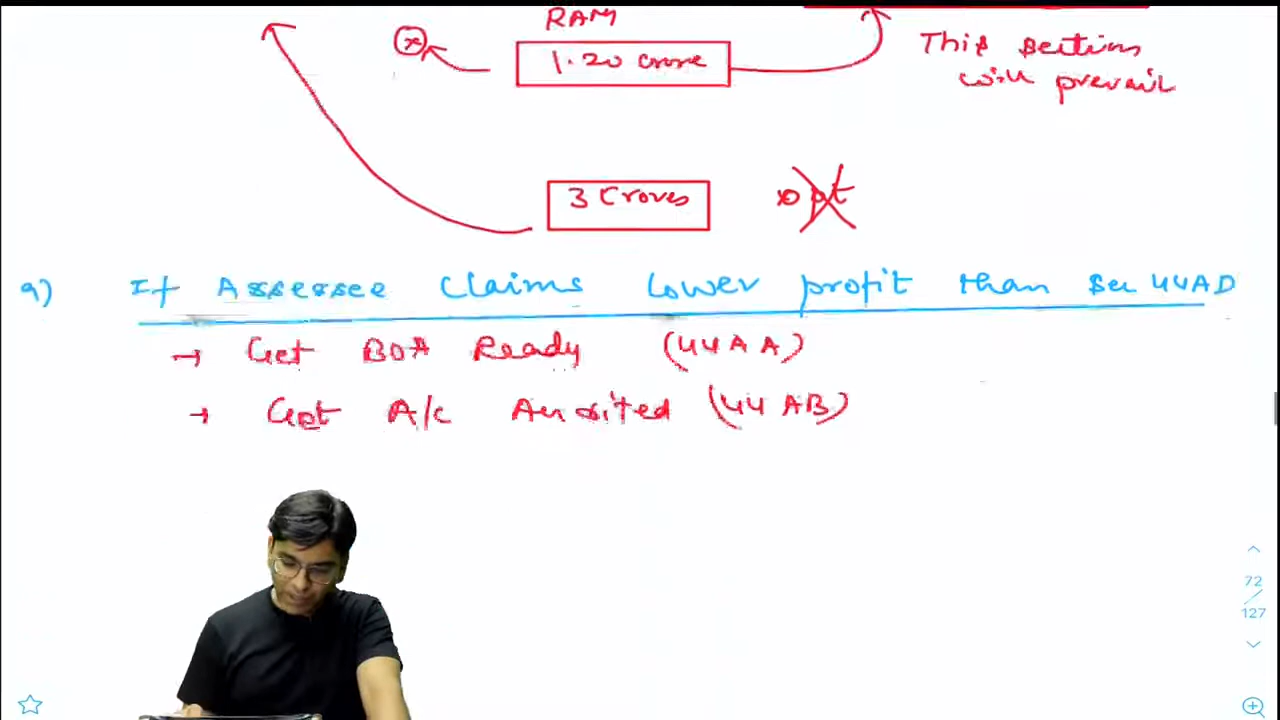 RAM
1.20 crore
This section
will prevail
3 Crores
opt
9) If Assessee Claims Lower profit than Sec 44AD
→ Get BOA Ready (44AA)
→ Get A/c Audited (44AB)
72
127